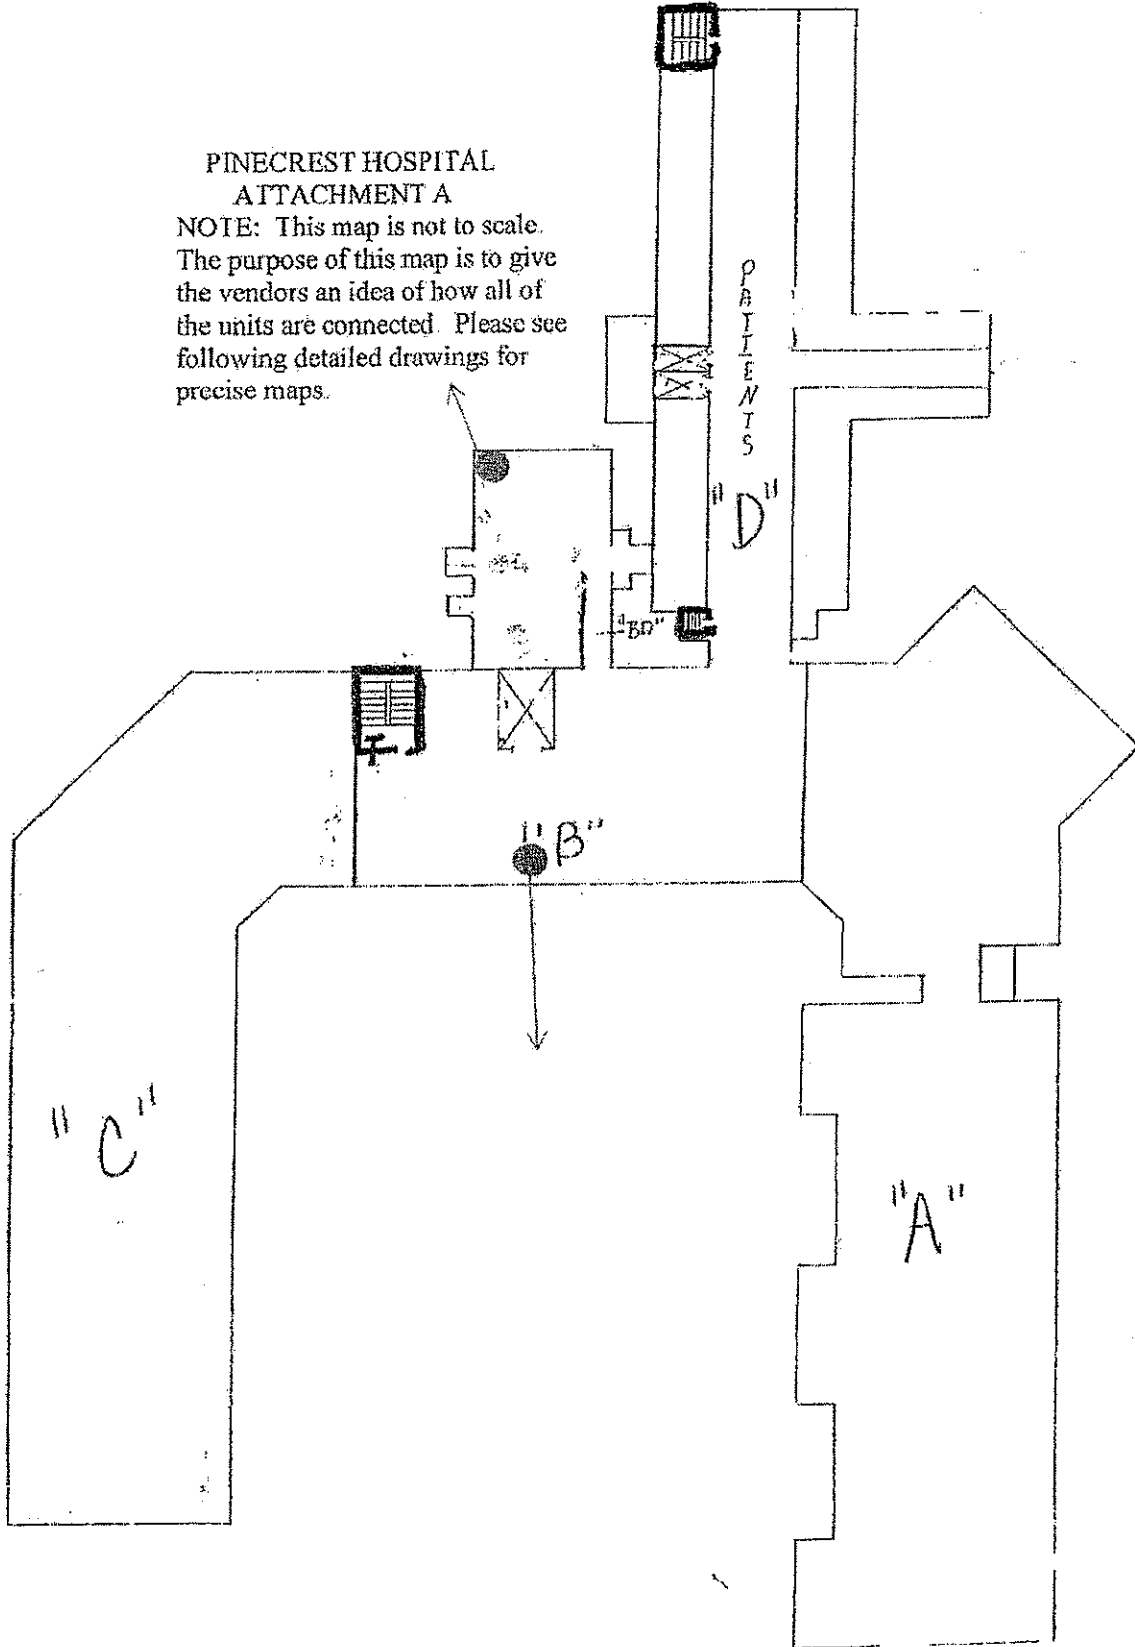 PINECREST HOSPITAL
ATTACHMENT A
NOTE: This map is not to scale.
The purpose of this map is to give
the vendors an idea of how all of
the units are connected. Please see
following detailed drawings for
precise maps.
PATIENTS
"D"
"BD"
"B"
"C"
"A"